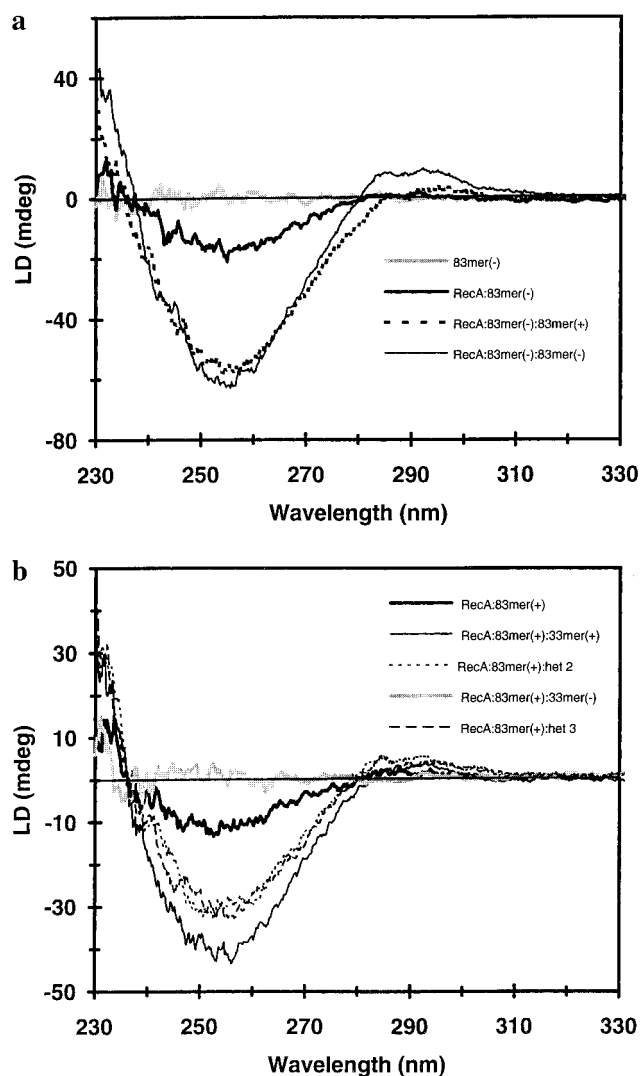 a
40
0
-40
-80
LD (mdeg)
83mer(-)
RecA:83mer(-)
RecA:83mer(-):83mer(+)
RecA:83mer(-):83mer(-)
230 250 270 290 310 330
Wavelength (nm)
b
50
30
10
-10
-30
-50
LD (mdeg)
RecA:83mer(+)
RecA:83mer(+):33mer(+)
RecA:83mer(+):het 2
RecA:83mer(+):33mer(-)
RecA:83mer(+):het 3
230 250 270 290 310 330
Wavelength (nm)